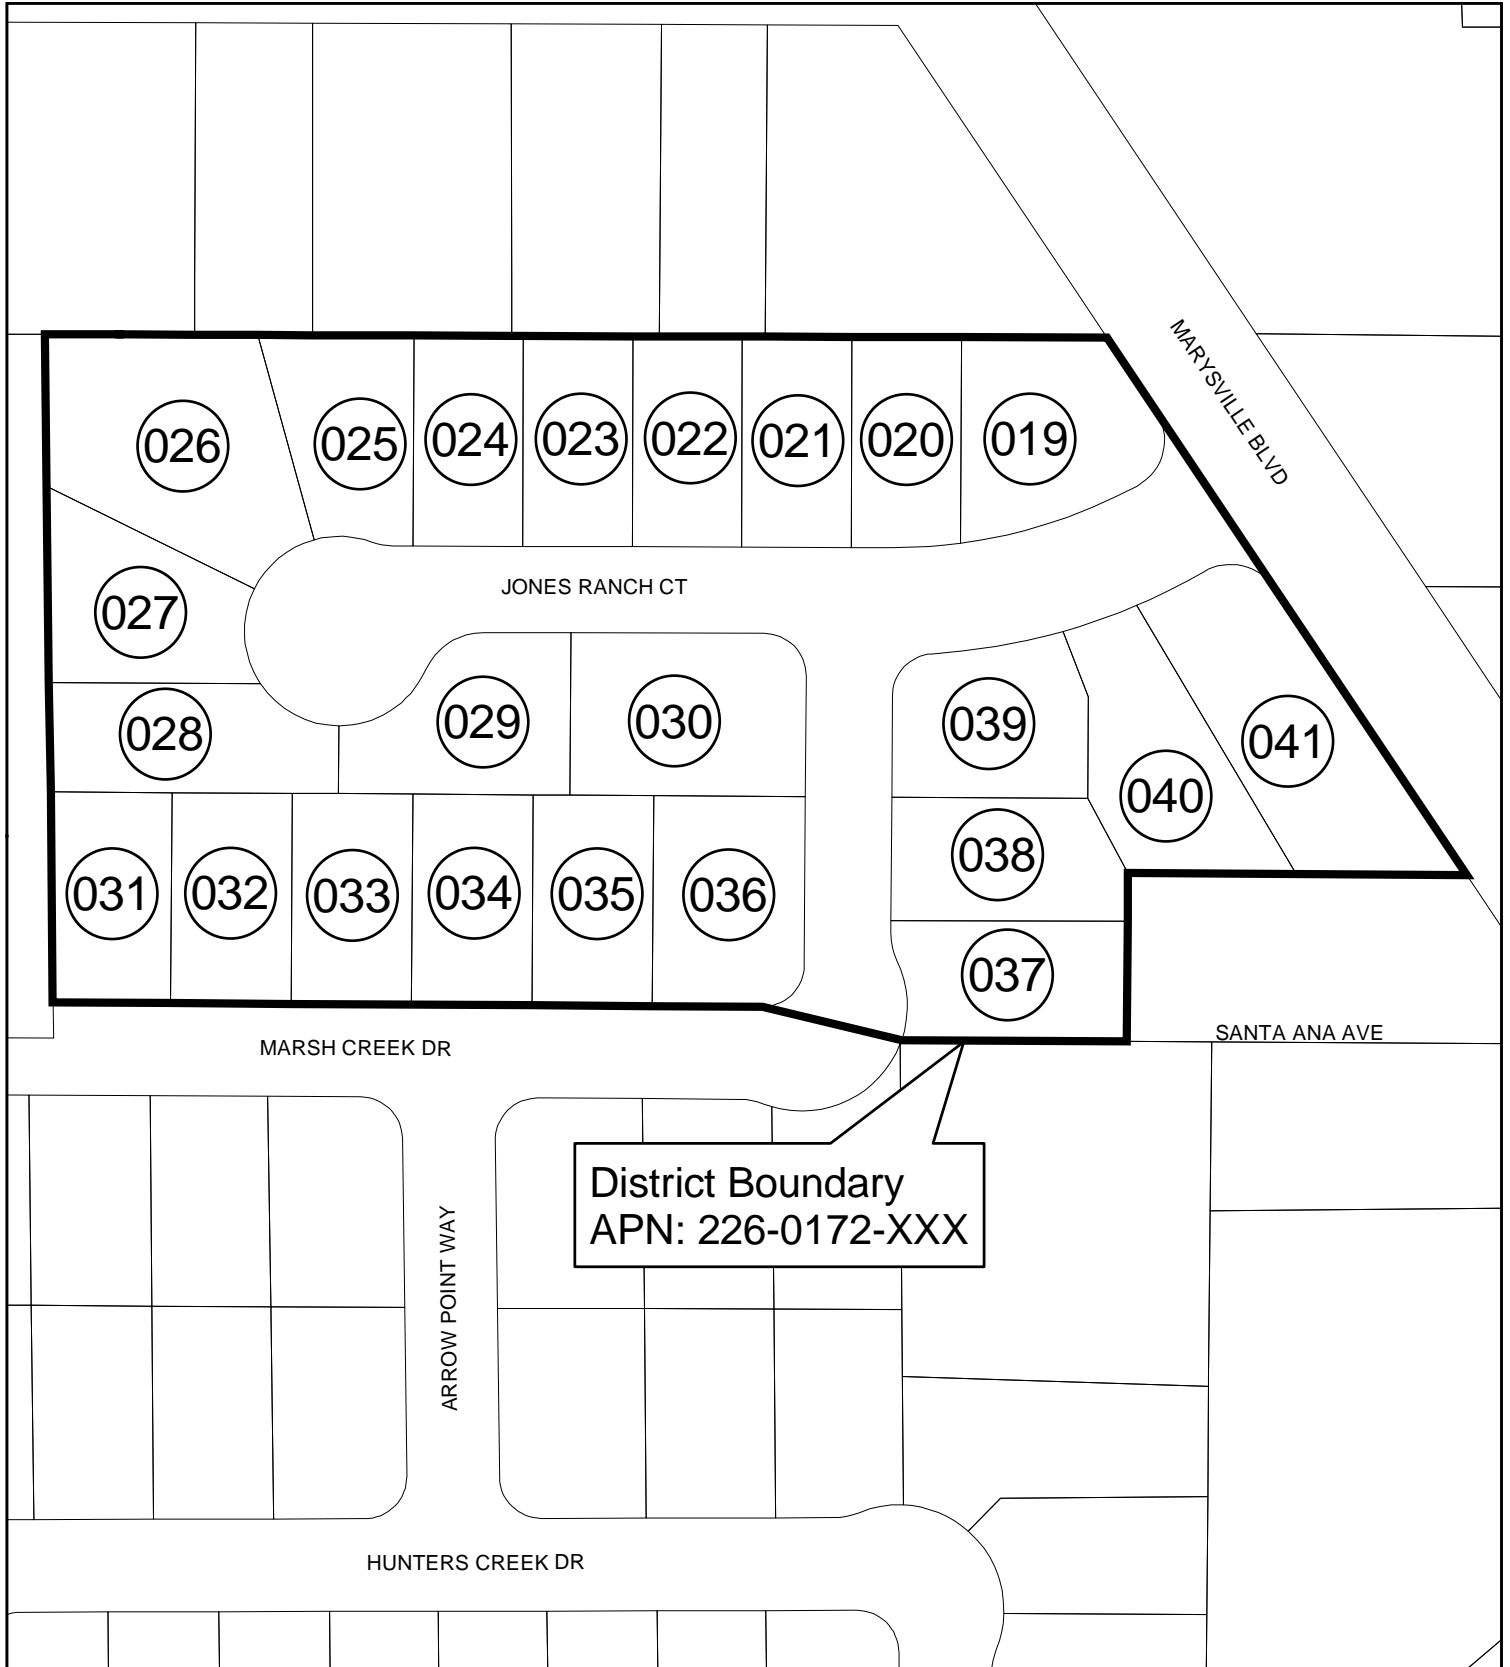 MARYSVILLE BLVD
026
025
024
023
022
021
020
019
JONES RANCH CT
027
028
029
030
039
041
040
038
031
032
033
034
035
036
037
SANTA ANA AVE
MARSH CREEK DR
District Boundary
APN: 226-0172-XXX
ARROW POINT WAY
HUNTERS CREEK DR